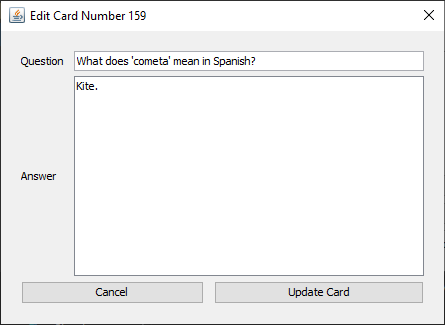 Edit Card Number 159
Question
What does 'cometa' mean in Spanish?
Kite.
Answer
Cancel
Update Card